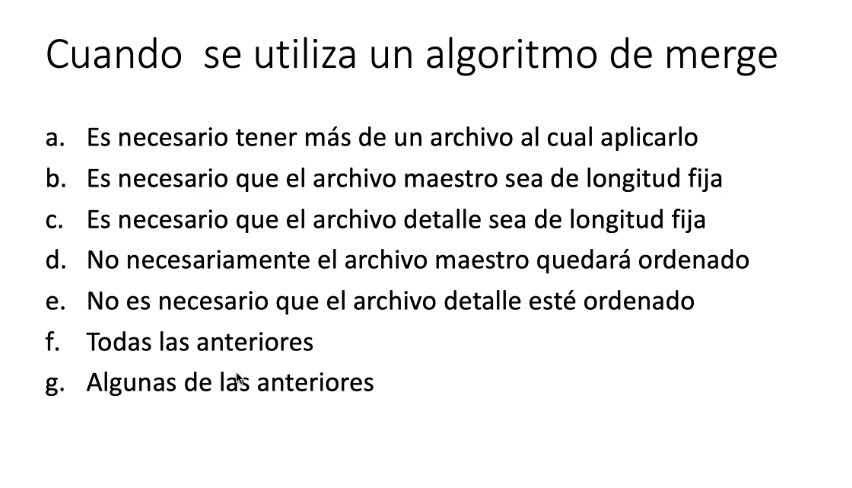 Cuando se utiliza un algoritmo de merge
a. Es necesario tener más de un archivo al cual aplicarlo
b. Es necesario que el archivo maestro sea de longitud fija
c. Es necesario que el archivo detalle sea de longitud fija
d. No necesariamente el archivo maestro quedará ordenado
e. No es necesario que el archivo detalle esté ordenado
f. Todas las anteriores
g. Algunas de las anteriores